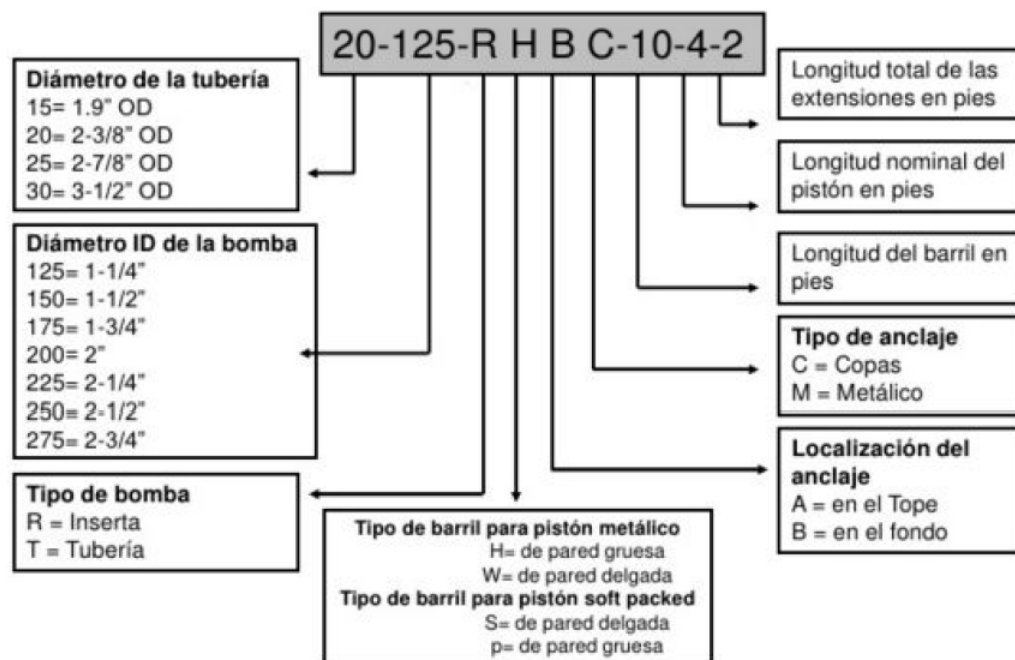 20-125-R H B C-10-4-2
Diámetro de la tubería
15= 1.9" OD
20= 2-3/8" OD
25= 2-7/8" OD
30= 3-1/2" OD
Diámetro ID de la bomba
125= 1-1/4"
150= 1-1/2"
175= 1-3/4"
200= 2"
225= 2-1/4"
250= 2-1/2"
275= 2-3/4"
Tipo de bomba
R = Inserta
T = Tubería
Tipo de barril para pistón metálico
H= de pared gruesa
W= de pared delgada
Tipo de barril para pistón soft packed
S= de pared delgada
p= de pared gruesa
Longitud total de las
extensiones en pies
Longitud nominal del
pistón en pies
Longitud del barril en
pies
Tipo de anclaje
C = Copas
M = Metálico
Localización del
anclaje
A = en el Tope
B = en el fondo